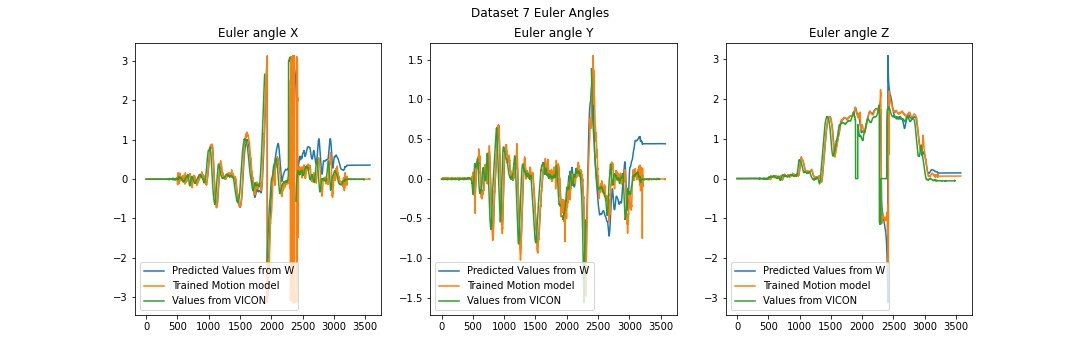 Dataset 7 Euler Angles
Euler angle X
Euler angle Y
Euler angle Z
3
2
1
0
−1
−2
−3
Predicted Values from W
Trained Motion model
Values from VICON
0 500 1000 1500 2000 2500 3000 3500
1.5
1.0
0.5
0.0
−0.5
−1.0
−1.5
Predicted Values from W
Trained Motion model
Values from VICON
0 500 1000 1500 2000 2500 3000 3500
3
2
1
0
−1
−2
−3
Predicted Values from W
Trained Motion model
Values from VICON
0 500 1000 1500 2000 2500 3000 3500